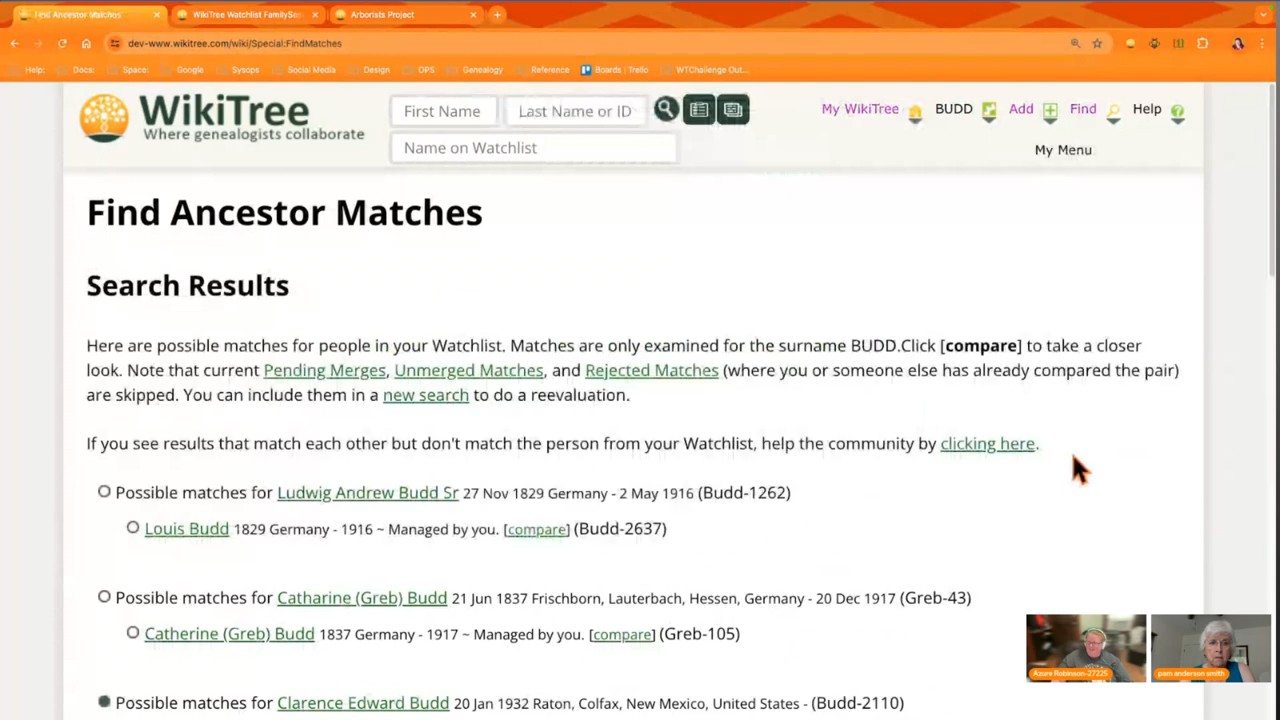 Find Ancestor Matches
WikiTree Watchlist FamilySea
Arborists Project
dev-www.wikitree.com/wiki/Special:FindMatches
Help: Docs: Space: Google Sysops Social Media Design OPS Genealogy Reference Boards | Trello WTChallenge Out...
WikiTree
Where genealogists collaborate
First Name
Last Name or ID
Name on Watchlist
My WikiTree BUDD Add Find Help
My Menu
Find Ancestor Matches
Search Results
Here are possible matches for people in your Watchlist. Matches are only examined for the surname BUDD.Click [compare] to take a closer
look. Note that current Pending Merges, Unmerged Matches, and Rejected Matches (where you or someone else has already compared the pair)
are skipped. You can include them in a new search to do a reevaluation.
If you see results that match each other but don't match the person from your Watchlist, help the community by clicking here.
Possible matches for Ludwig Andrew Budd Sr 27 Nov 1829 Germany - 2 May 1916 (Budd-1262)
Louis Budd 1829 Germany - 1916 ~ Managed by you. [compare] (Budd-2637)
Possible matches for Catharine (Greb) Budd 21 Jun 1837 Frischborn, Lauterbach, Hessen, Germany - 20 Dec 1917 (Greb-43)
Catherine (Greb) Budd 1837 Germany - 1917 ~ Managed by you. [compare] (Greb-105)
Possible matches for Clarence Edward Budd 20 Jan 1932 Raton, Colfax, New Mexico, United States - (Budd-2110)
Azure Robinson-27225
pam anderson smith